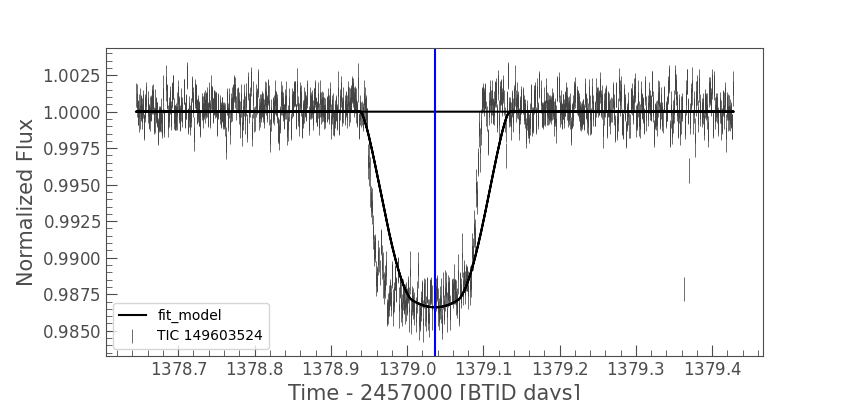 1.0025
1.0000
0.9975
0.9950
0.9925
0.9900
0.9875
0.9850
Normalized Flux
fit_model
TIC 149603524
1378.7 1378.8 1378.9 1379.0 1379.1 1379.2 1379.3 1379.4
Time - 2457000 [BTJD days]